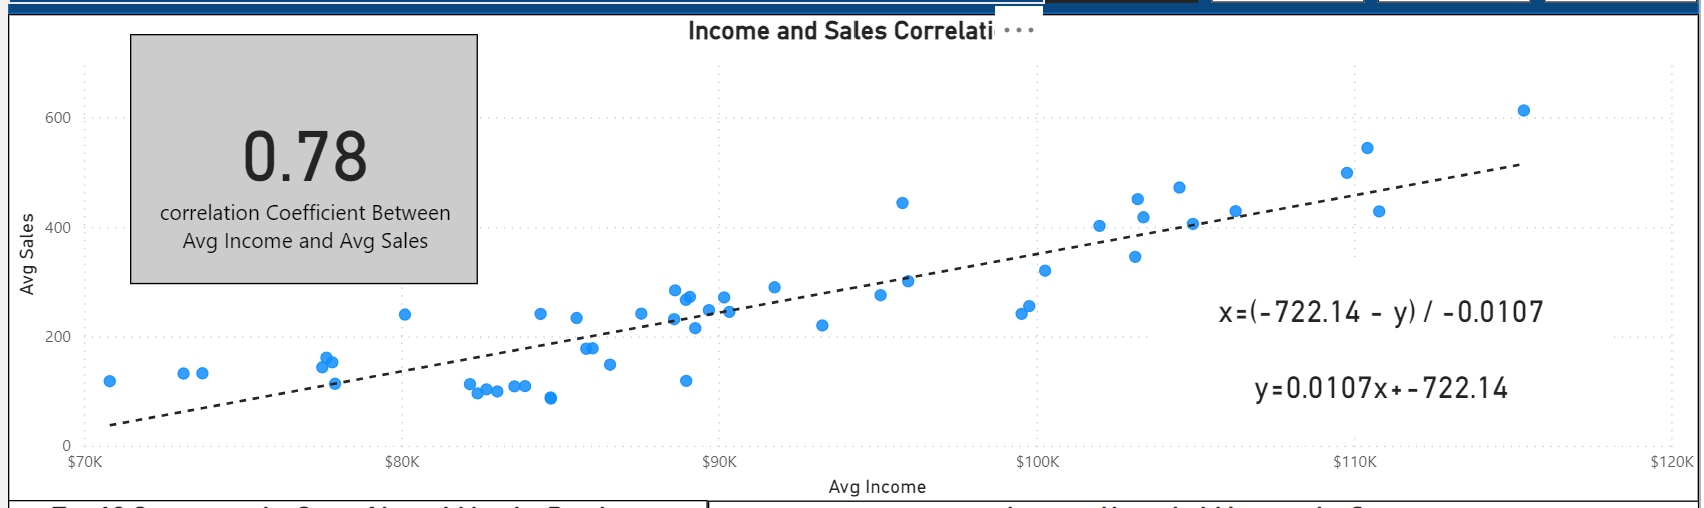 Income and Sales Correlati
0.78
correlation Coefficient Between
Avg Income and Avg Sales
Avg Sales
600
400
200
0
x=(-722.14 - y) / -0.0107
y=0.0107x+-722.14
$70K $80K $90K $100K $110K $120K
Avg Income